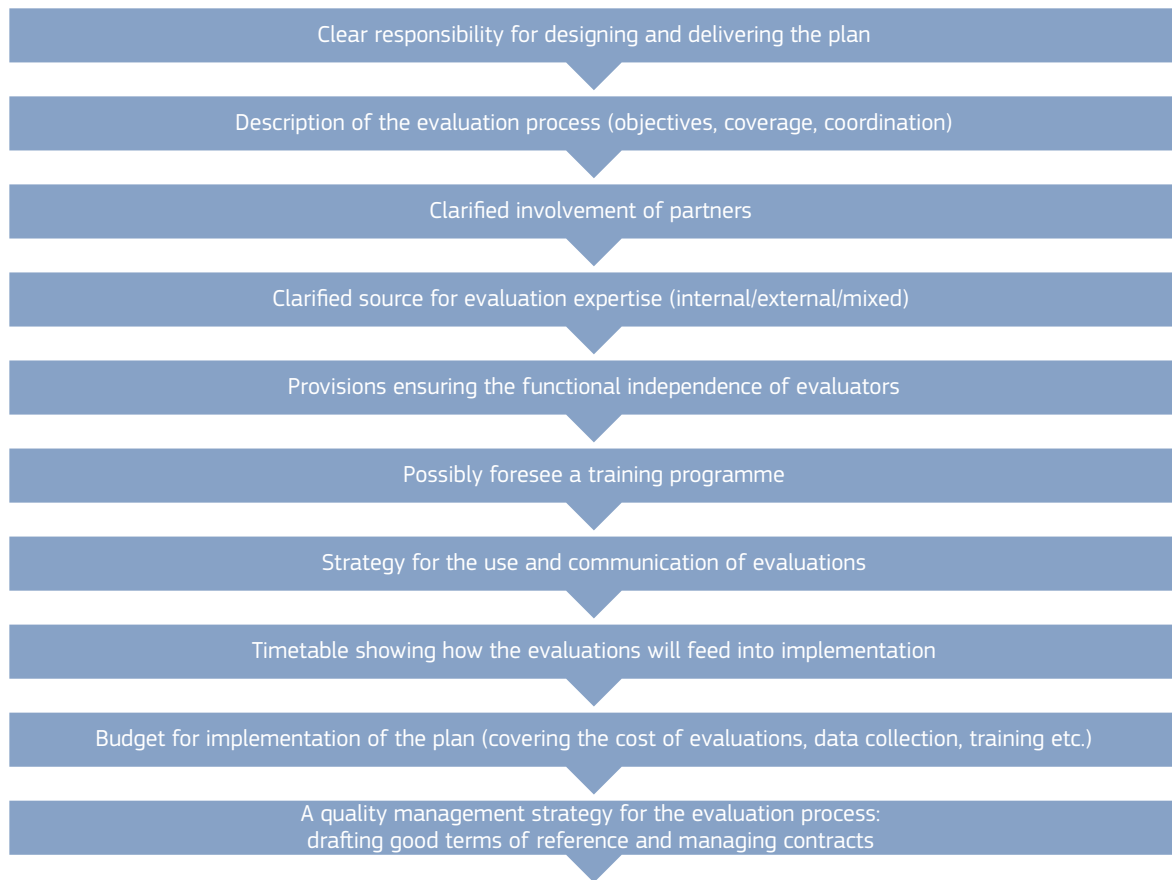 Clear responsibility for designing and delivering the plan
Description of the evaluation process (objectives, coverage, coordination)
Clarified involvement of partners
Clarified source for evaluation expertise (internal/external/mixed)
Provisions ensuring the functional independence of evaluators
Possibly foresee a training programme
Strategy for the use and communication of evaluations
Timetable showing how the evaluations will feed into implementation
Budget for implementation of the plan (covering the cost of evaluations, data collection, training etc.)
A quality management strategy for the evaluation process:
drafting good terms of reference and managing contracts